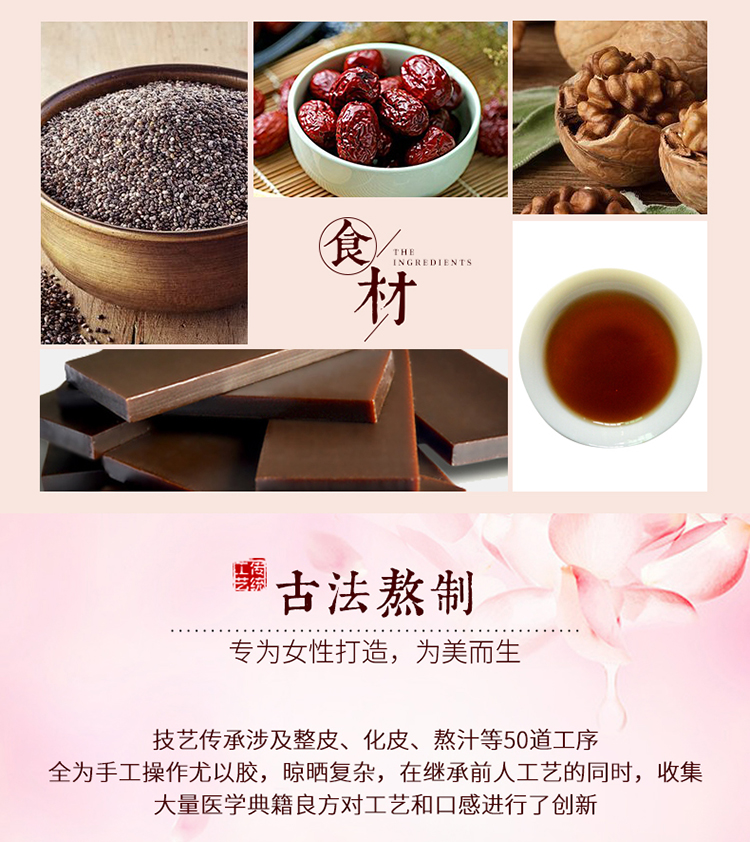 食材
THE
INGREDIENTS
传统
工艺
古法熬制
专为女性打造，为美而生
技艺传承涉及整皮、化皮、熬汁等50道工序
全为手工操作尤以胶，晾晒复杂，在继承前人工艺的同时，收集
大量医学典籍良方对工艺和口感进行了创新